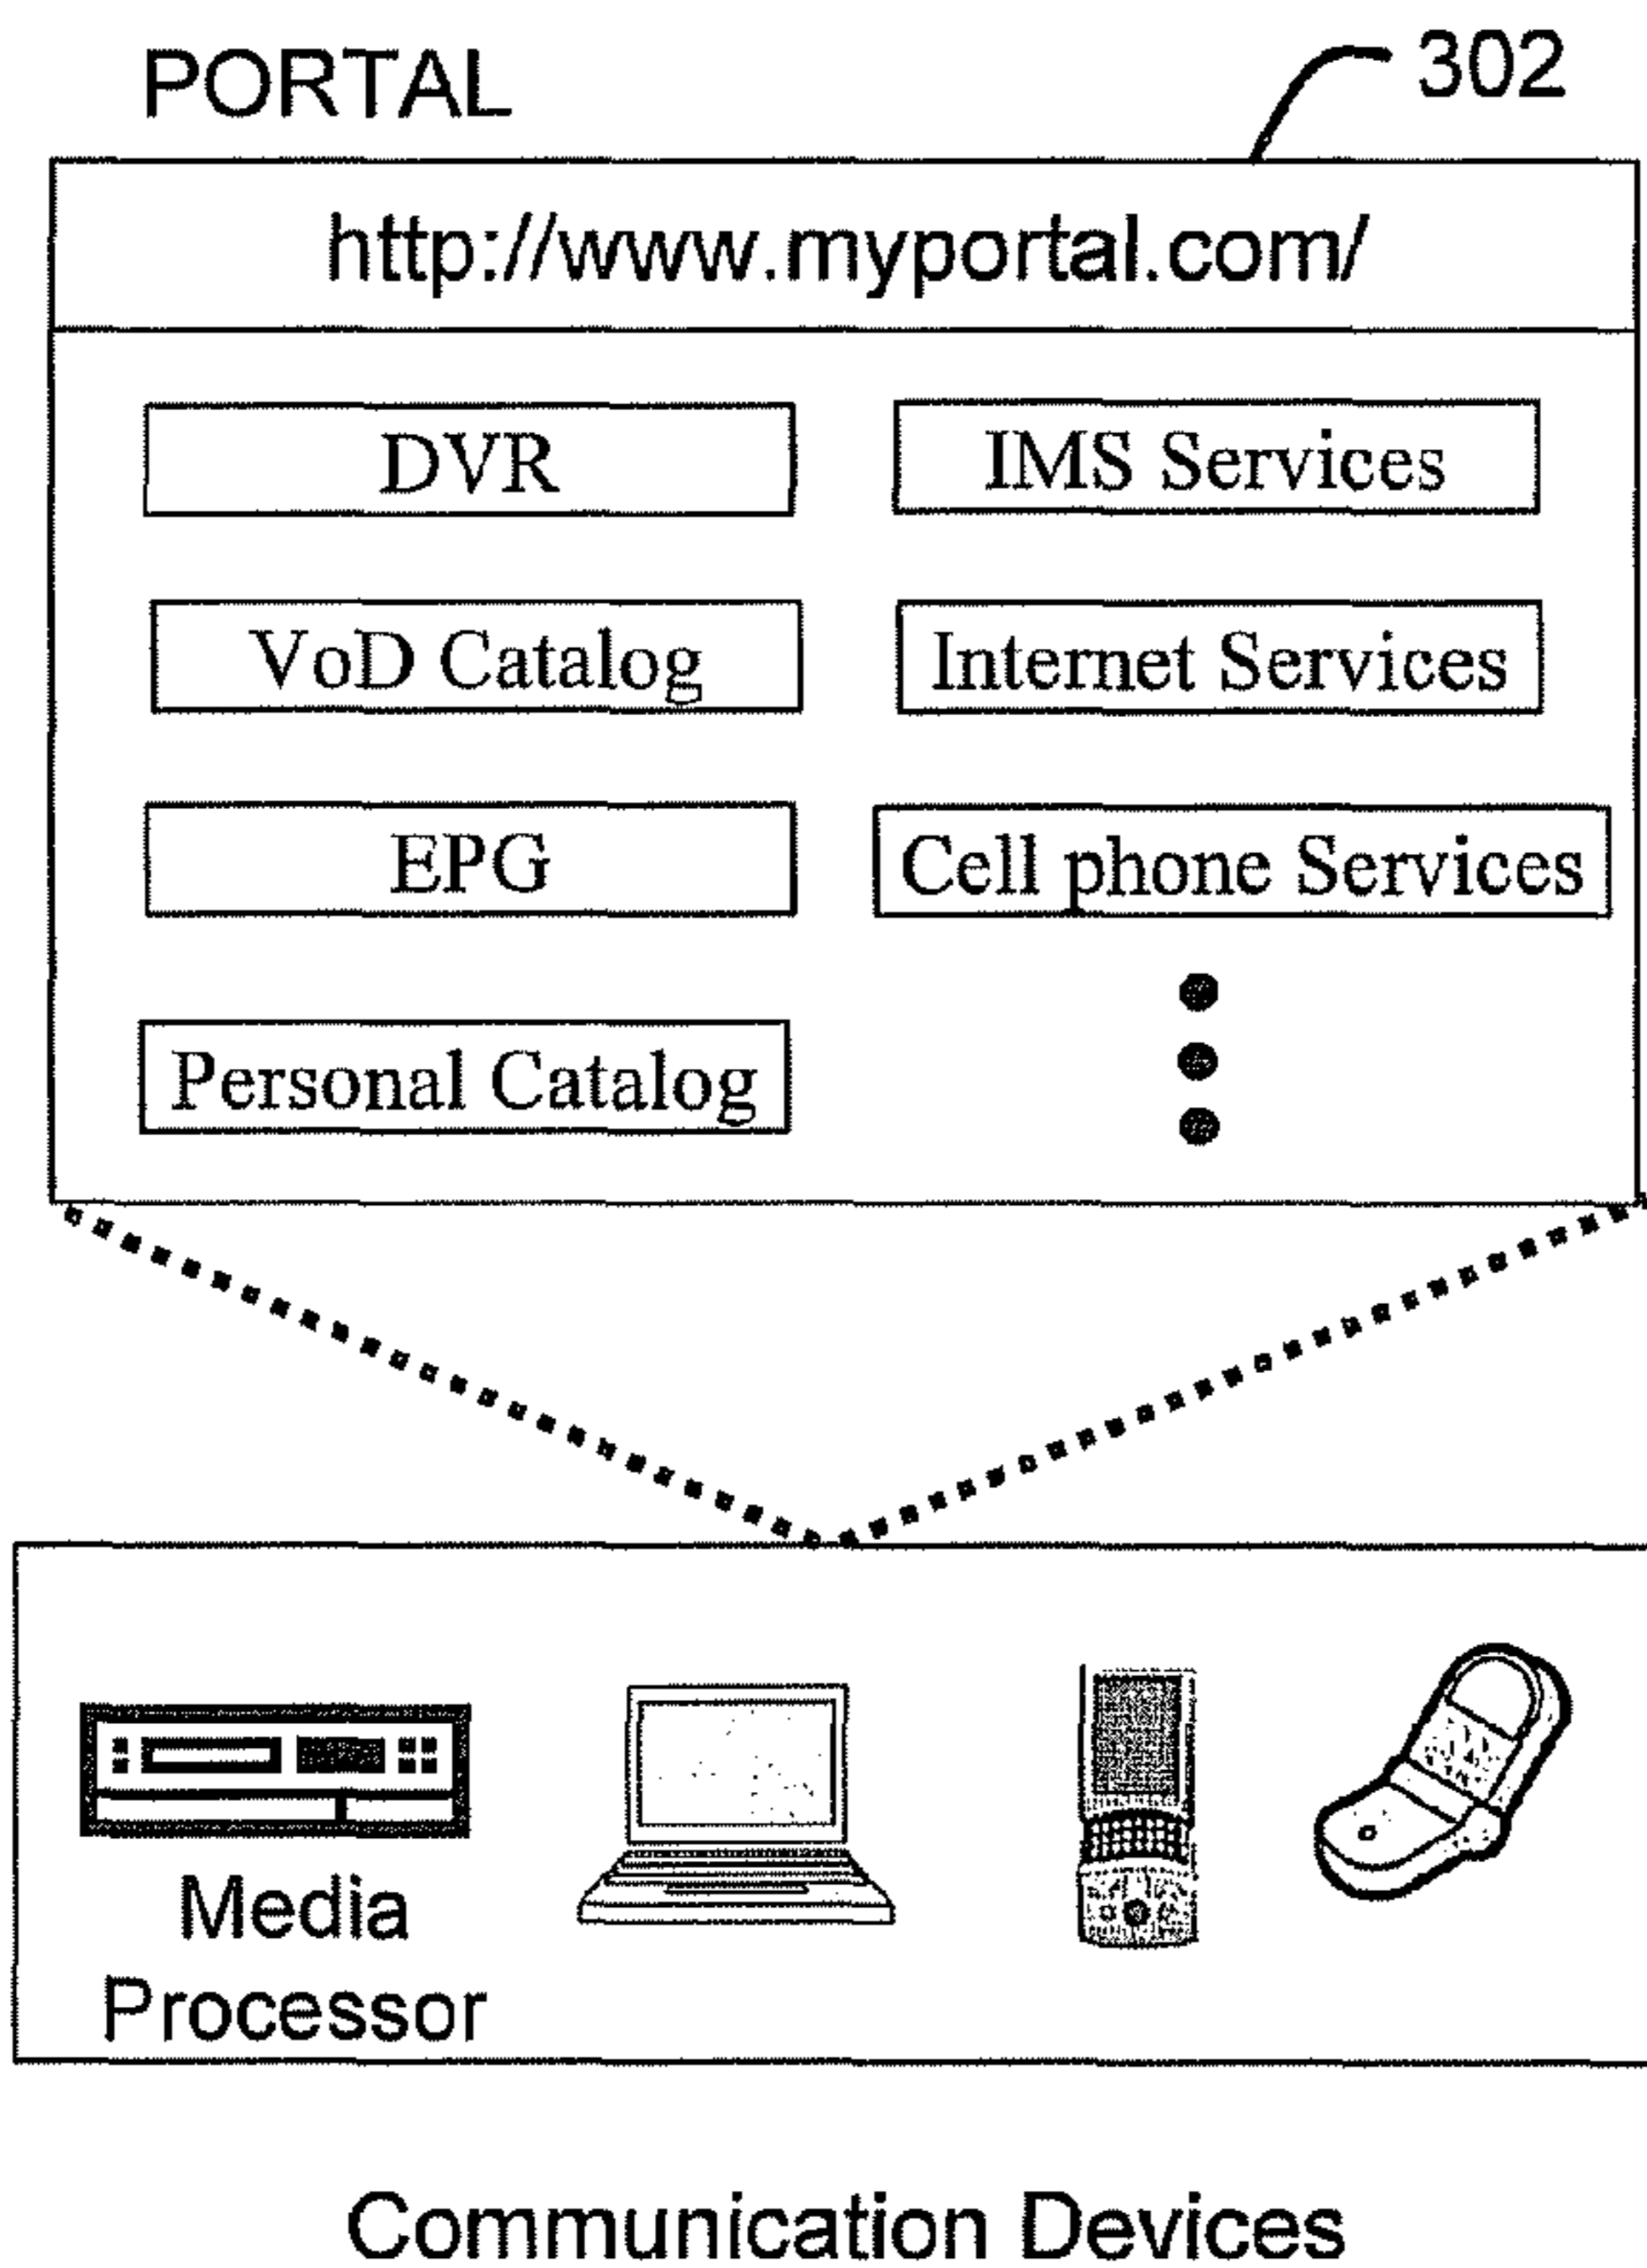 PORTAL
302
http://www.myportal.com/
DVR
IMS Services
VoD Catalog
Internet Services
EPG
Cell phone Services
Personal Catalog
Media
Processor
Communication Devices